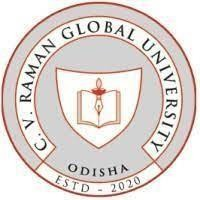 C. V. RAMAN GLOBAL UNIVERSITY
ODISHA
ESTD - 2020